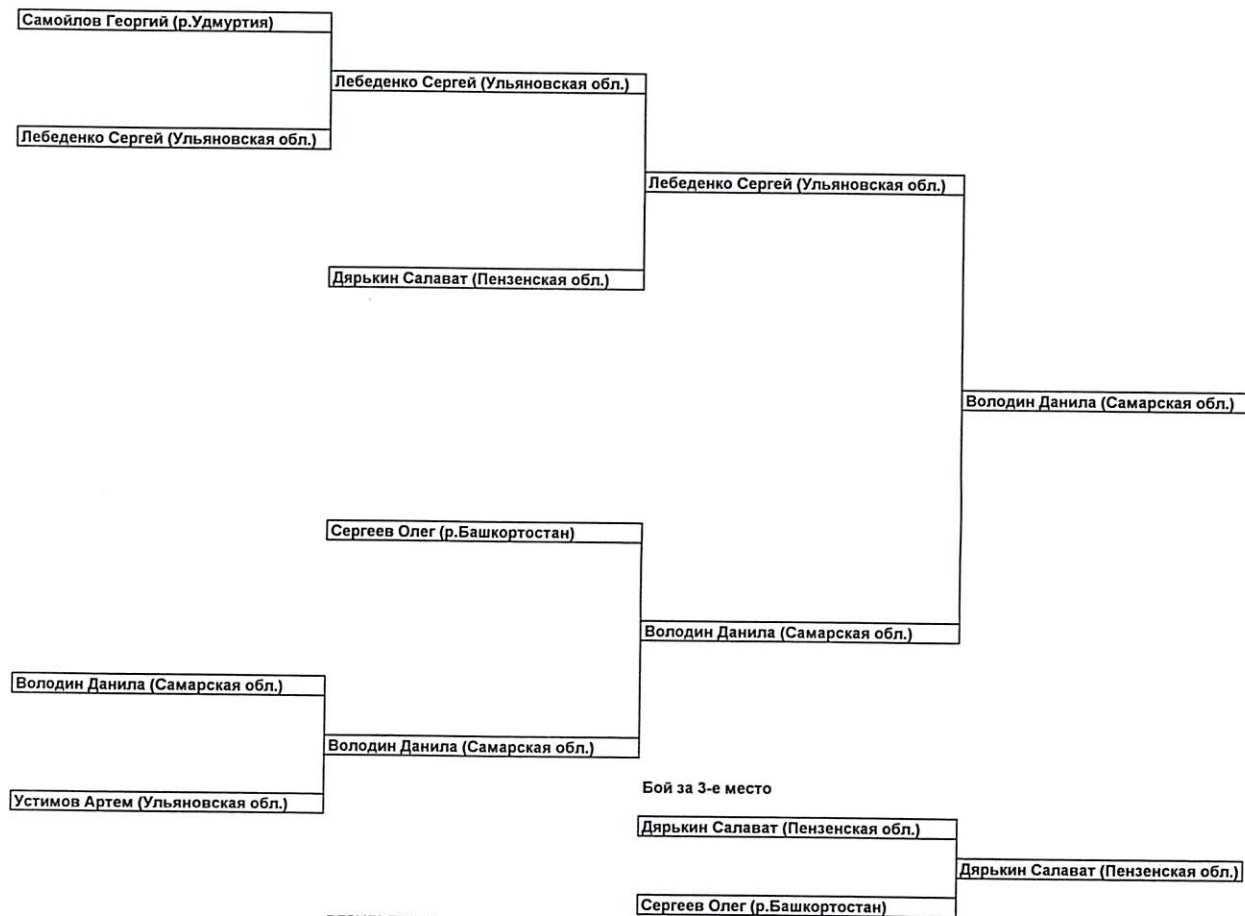 Самойлов Георгий (р.Удмуртия)
Лебеденко Сергей (Ульяновская обл.)
Лебеденко Сергей (Ульяновская обл.)
Лебеденко Сергей (Ульяновская обл.)
Дярькин Салават (Пензенская обл.)
Володин Данила (Самарская обл.)
Сергеев Олег (р.Башкортостан)
Володин Данила (Самарская обл.)
Володин Данила (Самарская обл.)
Володин Данила (Самарская обл.)
Устимов Артем (Ульяновская обл.)
Бой за 3-е место
Дярькин Салават (Пензенская обл.)
Дярькин Салават (Пензенская обл.)
Сергеев Олег (р.Башкортостан)